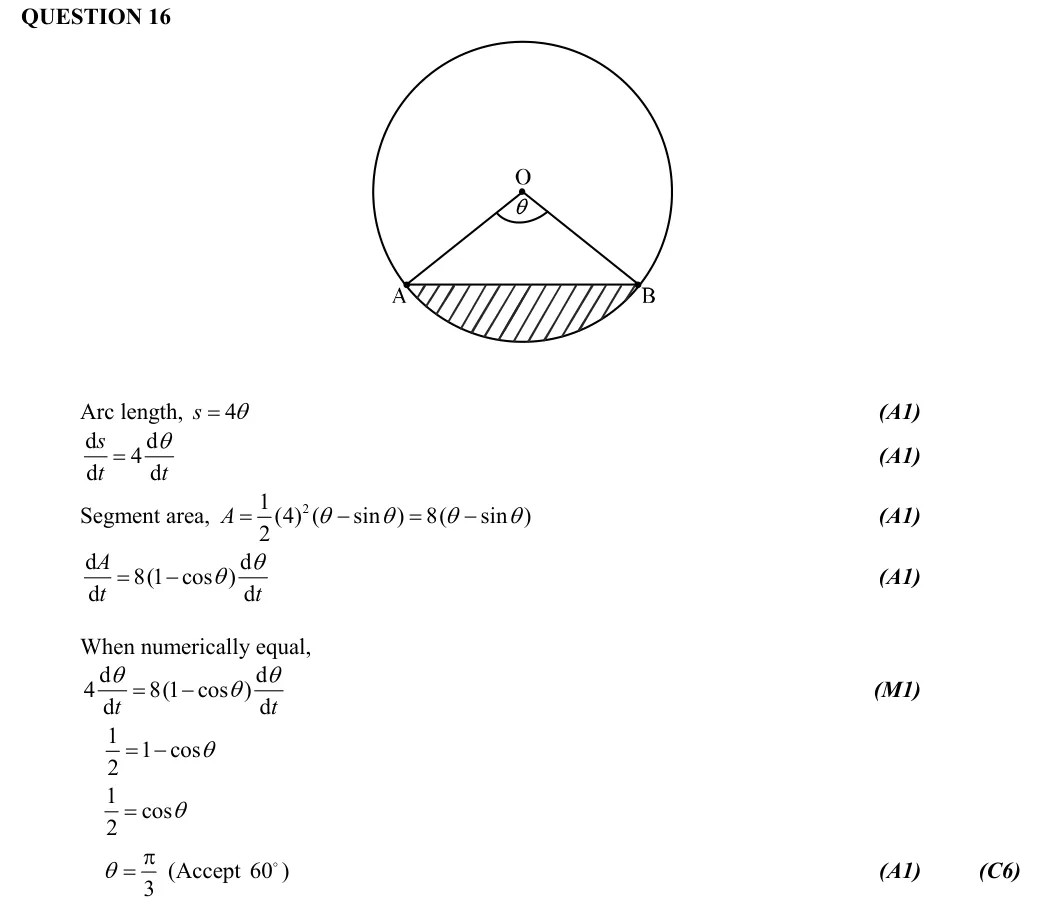 QUESTION 16
O
θ
A
B
Arc length, s = 4θ (A1)
ds/dt = 4 dθ/dt (A1)
Segment area, A = 1/2 (4)² (θ − sin θ) = 8(θ − sin θ) (A1)
dA/dt = 8(1 − cos θ) dθ/dt (A1)
When numerically equal,
4 dθ/dt = 8(1 − cos θ) dθ/dt (M1)
1/2 = 1 − cos θ
1/2 = cos θ
θ = π/3 (Accept 60°) (A1) (C6)